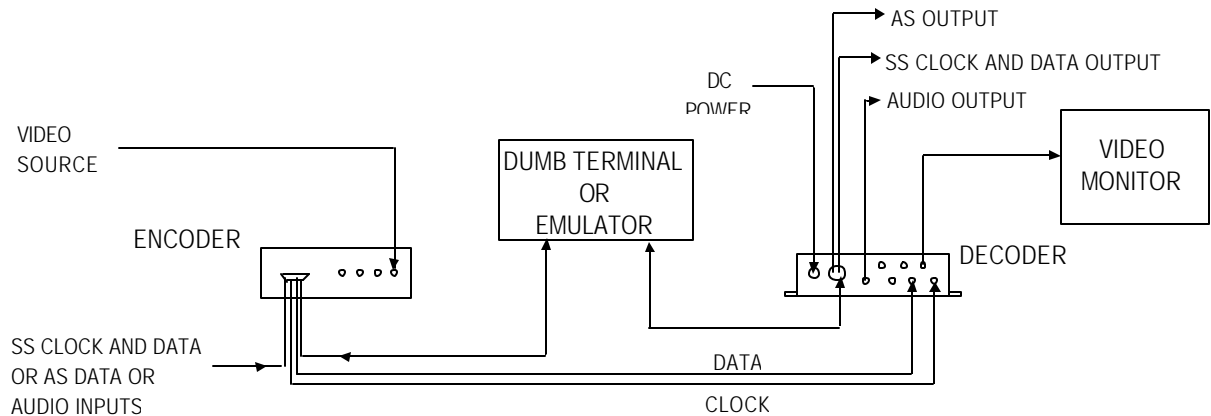 AS OUTPUT
SS CLOCK AND DATA OUTPUT
DC
POWER
AUDIO OUTPUT
VIDEO
SOURCE
DUMB TERMINAL
OR
EMULATOR
VIDEO
MONITOR
ENCODER
DECODER
SS CLOCK AND DATA
OR AS DATA OR
AUDIO INPUTS
DATA
CLOCK